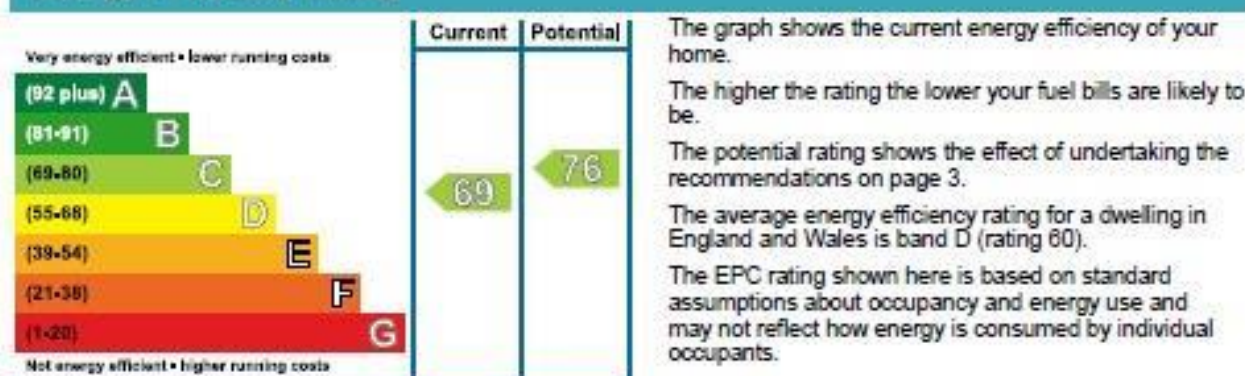 Current Potential
Very energy efficient • lower running costs
(92 plus) A
(81-91) B
(69-80) C
(55-68) D
(39-54) E
(21-38) F
(1-20) G
69
76
Not energy efficient • higher running costs
The graph shows the current energy efficiency of your
home.
The higher the rating the lower your fuel bills are likely to
be.
The potential rating shows the effect of undertaking the
recommendations on page 3.
The average energy efficiency rating for a dwelling in
England and Wales is band D (rating 60).
The EPC rating shown here is based on standard
assumptions about occupancy and energy use and
may not reflect how energy is consumed by individual
occupants.